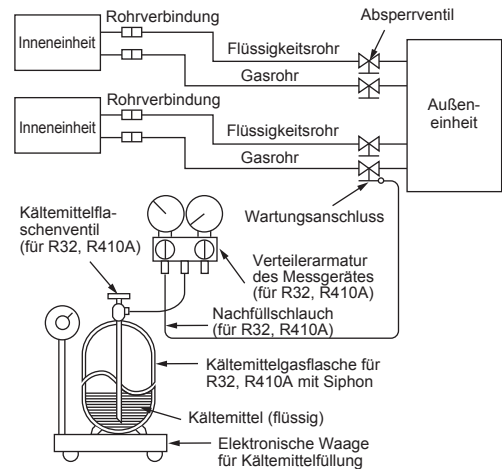 Absperrventil
Rohrverbindung
Inneneinheit
Flüssigkeitsrohr
Gasrohr
Rohrverbindung
Inneneinheit
Flüssigkeitsrohr
Gasrohr
Außen-
einheit
Wartungsanschluss
Kältemittelfla-
schenventil
(für R32, R410A)
Verteilerarmatur
des Messgerätes
(für R32, R410A)
Nachfüllschlauch
(für R32, R410A)
Kältemittelgasflasche für
R32, R410A mit Siphon
Kältemittel (flüssig)
Elektronische Waage
für Kältemittelfüllung